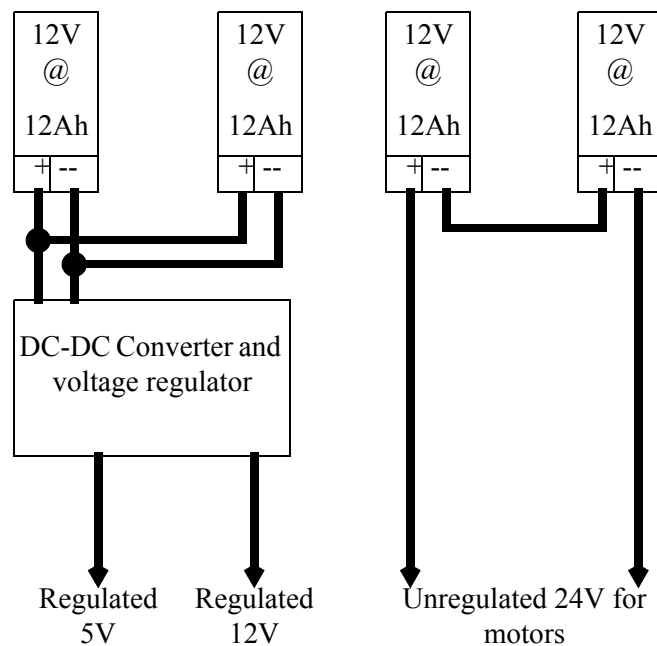 12V
@
12Ah
+ --
12V
@
12Ah
+ --
12V
@
12Ah
+ --
12V
@
12Ah
+ --
DC-DC Converter and
voltage regulator
Regulated
5V
Regulated
12V
Unregulated 24V for
motors